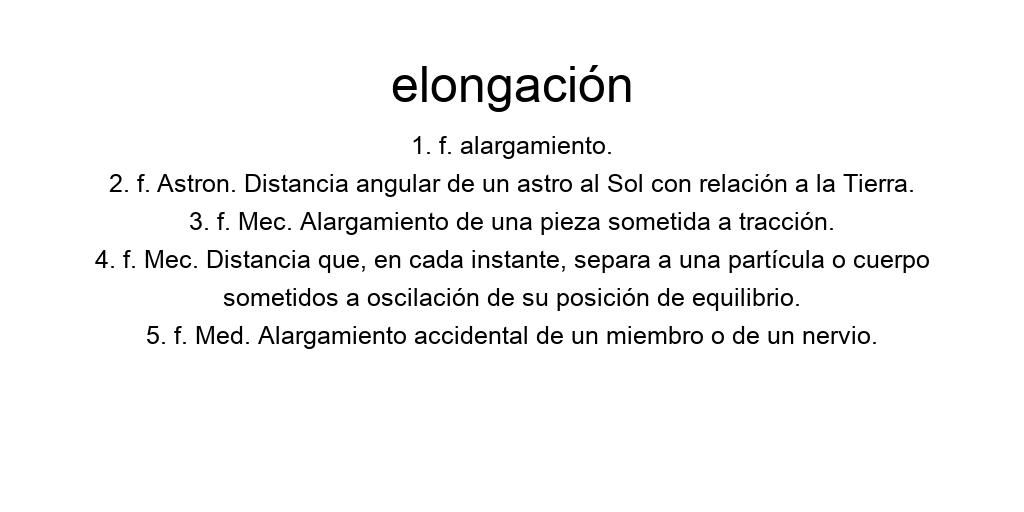 elongación
1. f. alargamiento.
2. f. Astron. Distancia angular de un astro al Sol con relación a la Tierra.
3. f. Mec. Alargamiento de una pieza sometida a tracción.
4. f. Mec. Distancia que, en cada instante, separa a una partícula o cuerpo
sometidos a oscilación de su posición de equilibrio.
5. f. Med. Alargamiento accidental de un miembro o de un nervio.